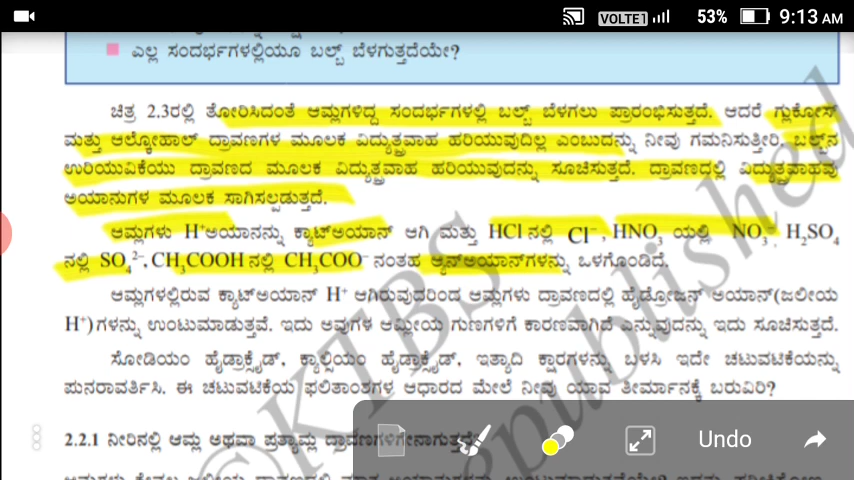 VOLTE1 53% 9:13 AM
ಎಲ್ಲ ಸಂದರ್ಭಗಳಲ್ಲಿಯೂ ಬಲ್ಬ್ ಬೆಳಗುತ್ತದೆಯೇ?
ಚಿತ್ರ 2.3ರಲ್ಲಿ ತೋರಿಸಿದಂತೆ ಆಮ್ಲಗಳಿದ್ದ ಸಂದರ್ಭಗಳಲ್ಲಿ ಬಲ್ಬ್ ಬೆಳಗಲು ಪ್ರಾರಂಭಿಸುತ್ತದೆ. ಆದರೆ ಗ್ಲುಕೋಸ್
ಮತ್ತು ಆಲ್ಕೋಹಾಲ್ ದ್ರಾವಣಗಳ ಮೂಲಕ ವಿದ್ಯುತ್ಪ್ರವಾಹ ಹರಿಯುವುದಿಲ್ಲ ಎಂಬುದನ್ನು ನೀವು ಗಮನಿಸುತ್ತೀರಿ. ಬಲ್ಬ್‌ನ
ಉರಿಯುವಿಕೆಯು ದ್ರಾವಣದ ಮೂಲಕ ವಿದ್ಯುತ್ಪ್ರವಾಹ ಹರಿಯುವುದನ್ನು ಸೂಚಿಸುತ್ತದೆ. ದ್ರಾವಣದಲ್ಲಿ ವಿದ್ಯುತ್ಪ್ರವಾಹವು
ಅಯಾನುಗಳ ಮೂಲಕ ಸಾಗಿಸಲ್ಪಡುತ್ತದೆ.
ಆಮ್ಲಗಳು H⁺ಅಯಾನನ್ನು ಕ್ಯಾಟ್‌ಅಯಾನ್ ಆಗಿ ಮತ್ತು HClನಲ್ಲಿ Cl⁻, HNO₃ ಯಲ್ಲಿ NO₃⁻, H₂SO₄
ನಲ್ಲಿ SO₄²⁻, CH₃COOHನಲ್ಲಿ CH₃COO⁻ ನಂತಹ ಆ್ಯನ್‌ಅಯಾನ್‌ಗಳನ್ನು ಒಳಗೊಂಡಿದೆ.
ಆಮ್ಲಗಳಲ್ಲಿರುವ ಕ್ಯಾಟ್‌ಅಯಾನ್ H⁺ ಆಗಿರುವುದರಿಂದ ಆಮ್ಲಗಳು ದ್ರಾವಣದಲ್ಲಿ ಹೈಡ್ರೋಜನ್ ಅಯಾನ್(ಜಲೀಯ
H⁺)ಗಳನ್ನು ಉಂಟುಮಾಡುತ್ತವೆ. ಇದು ಅವುಗಳ ಆಮ್ಲೀಯ ಗುಣಗಳಿಗೆ ಕಾರಣವಾಗಿದೆ ಎನ್ನುವುದನ್ನು ಇದು ಸೂಚಿಸುತ್ತದೆ.
ಸೋಡಿಯಂ ಹೈಡ್ರಾಕ್ಸೈಡ್, ಕ್ಯಾಲ್ಸಿಯಂ ಹೈಡ್ರಾಕ್ಸೈಡ್, ಇತ್ಯಾದಿ ಕ್ಷಾರಗಳನ್ನು ಬಳಸಿ ಇದೇ ಚಟುವಟಿಕೆಯನ್ನು
ಪುನರಾವರ್ತಿಸಿ. ಈ ಚಟುವಟಿಕೆಯ ಫಲಿತಾಂಶಗಳ ಆಧಾರದ ಮೇಲೆ ನೀವು ಯಾವ ತೀರ್ಮಾನಕ್ಕೆ ಬರುವಿರಿ?
2.2.1 ನೀರಿನಲ್ಲಿ ಆಮ್ಲ ಅಥವಾ ಪ್ರತ್ಯಾಮ್ಲ ದ್ರಾವಣಗಳಿಗೇನಾಗುತ್ತದೆ?
Undo
©KTBS
republished